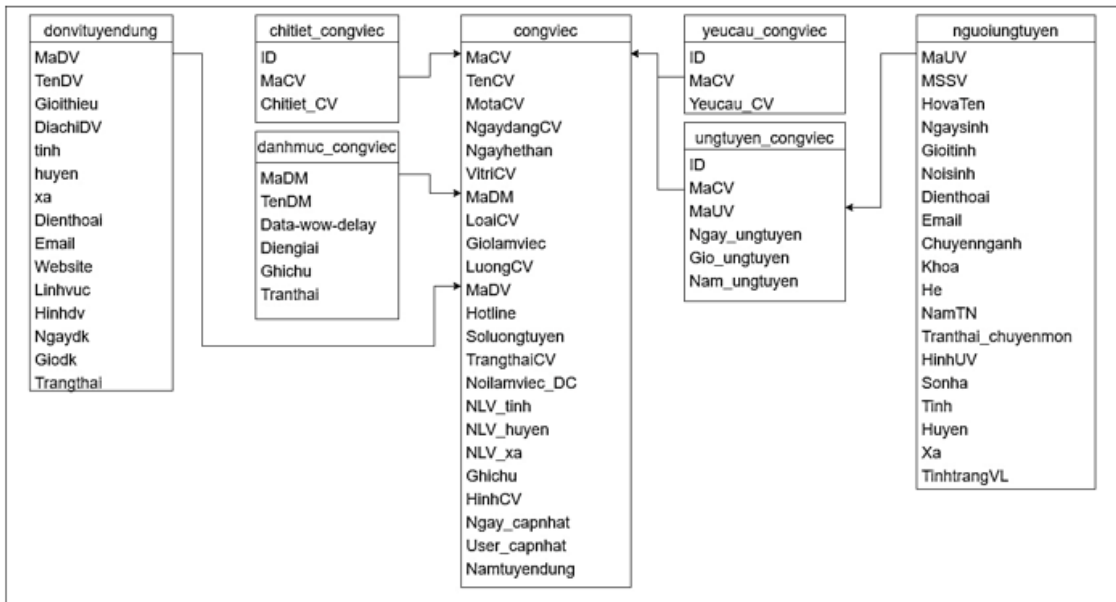 donvituyendung
MaDV
TenDV
Gioithieu
DiachiDV
tinh
huyen
xa
Dienthoai
Email
Website
Linhvuc
Hinhdv
Ngaydk
Giodk
Trangthai
chitiet_congviec
ID
MaCV
Chitiet_CV
danhmuc_congviec
MaDM
TenDM
Data-wow-delay
Diengiai
Ghichu
Tranthai
congviec
MaCV
TenCV
MotaCV
NgaydangCV
Ngayhethan
VitriCV
MaDM
LoaiCV
Giolamviec
LuongCV
MaDV
Hotline
Soluongtuyen
TrangthaiCV
Noilamviec_DC
NLV_tinh
NLV_huyen
NLV_xa
Ghichu
HinhCV
Ngay_capnhat
User_capnhat
Namtuyendung
yeucau_congviec
ID
MaCV
Yeucau_CV
ungtuyen_congviec
ID
MaCV
MaUV
Ngay_ungtuyen
Gio_ungtuyen
Nam_ungtuyen
nguoiungtuyen
MaUV
MSSV
HovaTen
Ngaysinh
Gioitinh
Noisinh
Dienthoai
Email
Chuyennganh
Khoa
He
NamTN
Tranthai_chuyenmon
HinhUV
Sonha
Tinh
Huyen
Xa
TinhtrangVL